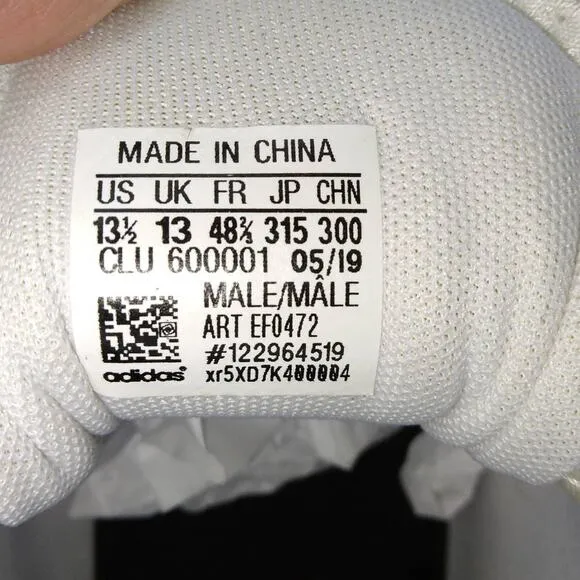 MADE IN CHINA
US UK FR JP CHN
13½ 13 48⅔ 315 300
CLU 600001 05/19
MALE/MÂLE
ART EF0472
#122964519
adidas®